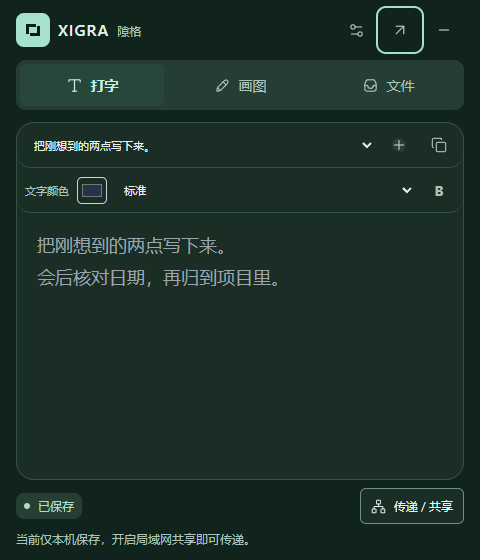 XIGRA 隐格
打字 画图 文件
把刚想到的两点写下来。
文字颜色 标准 B
把刚想到的两点写下来。
会后核对日期，再归到项目里。
已保存 传递 / 共享
当前仅本机保存，开启局域网共享即可传递。